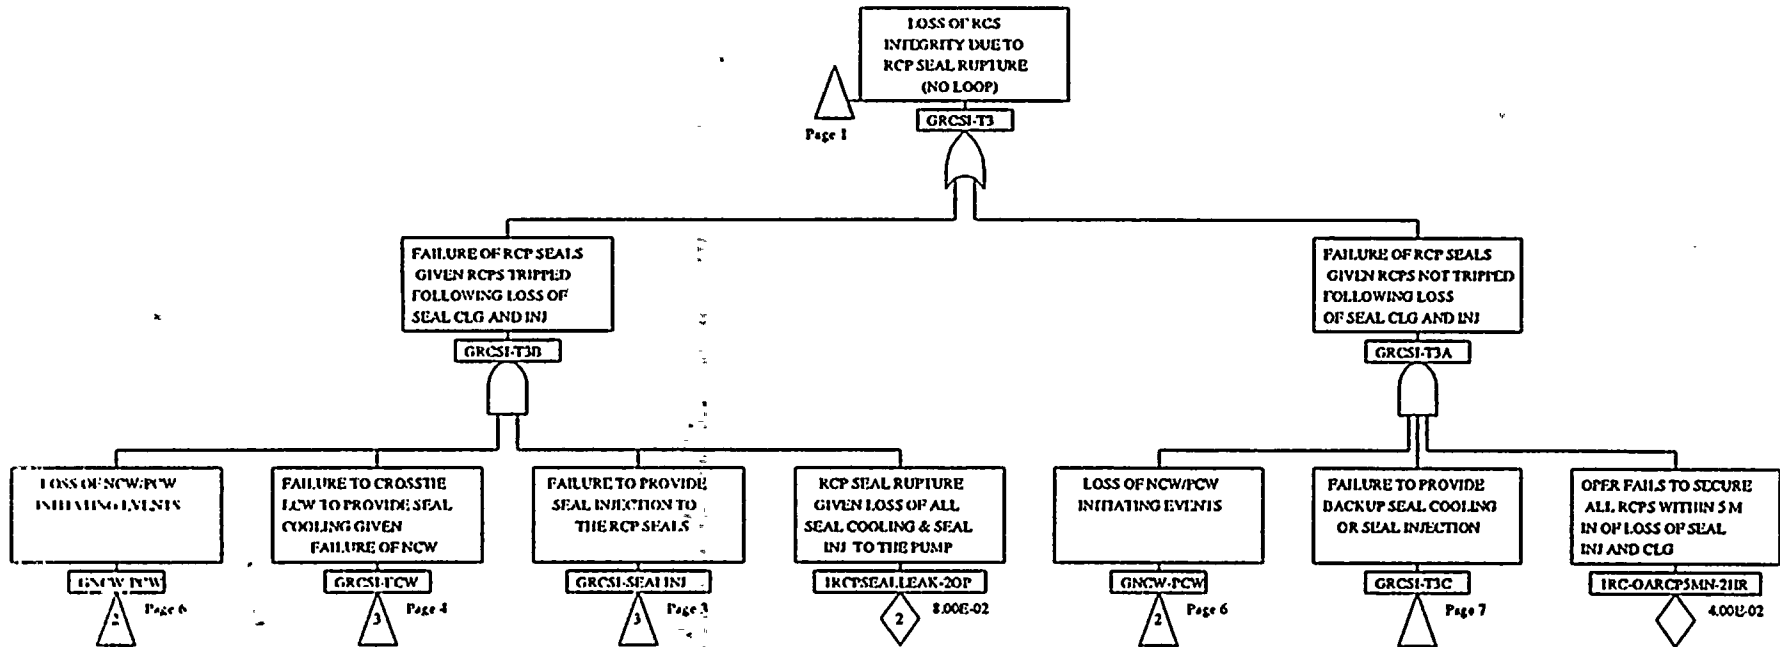 LOSS OF RCS
INTEGRITY DUE TO
RCP SEAL RUPTURE
(NO LOOP)
Page 1
GRCSI-T3
FAILURE OF RCP SEALS
GIVEN RCPS TRIPPED
FOLLOWING LOSS OF
SEAL CLG AND INJ
GRCSI-T3B
FAILURE OF RCP SEALS
GIVEN RCPS NOT TRIPPED
FOLLOWING LOSS
OF SEAL CLG AND INJ
GRCSI-T3A
LOSS OF NCW/PCW
INITIATING EVENTS
GNCW-PCW
2
Page 6
FAILURE TO CROSSTIE
ECW TO PROVIDE SEAL
COOLING GIVEN
FAILURE OF NCW
GRCSI-ECW
3
Page 4
FAILURE TO PROVIDE
SEAL INJECTION TO
THE RCP SEALS
GRCSI-SEALINJ
3
Page 3
RCP SEAL RUPTURE
GIVEN LOSS OF ALL
SEAL COOLING & SEAL
INJ TO THE PUMP
1RCPSEALLEAK-2OP
2
8.00E-02
LOSS OF NCW/PCW
INITIATING EVENTS
GNCW-PCW
2
Page 6
FAILURE TO PROVIDE
BACKUP SEAL COOLING
OR SEAL INJECTION
GRCSI-T3C
Page 7
OPER FAILS TO SECURE
ALL RCPS WITHIN 5 M
IN OF LOSS OF SEAL
INJ AND CLG
1RC-OARCP5MN-2HR
4.00E-02